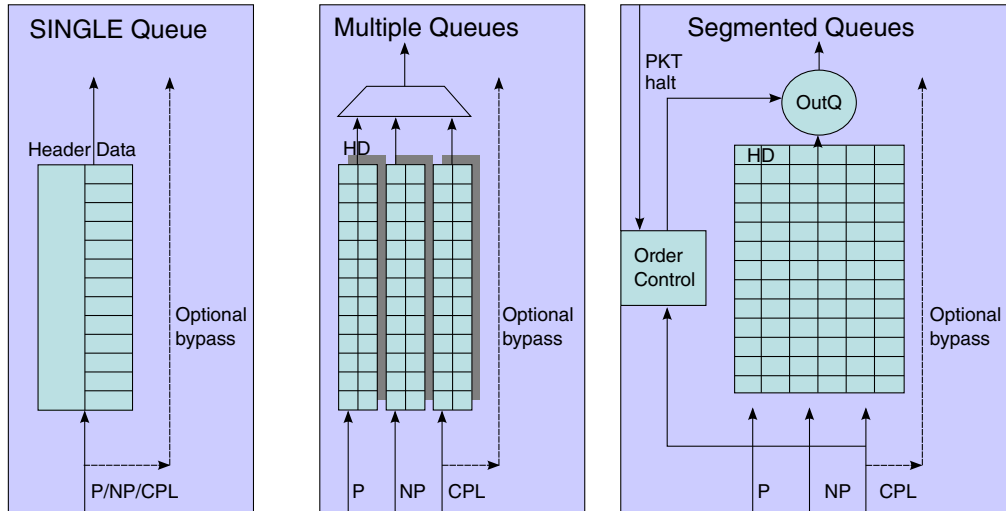 SINGLE Queue
Header Data
Optional
bypass
P/NP/CPL
Multiple Queues
HD
Optional
bypass
P
NP
CPL
Segmented Queues
PKT
halt
OutQ
HD
Order
Control
Optional
bypass
P
NP
CPL